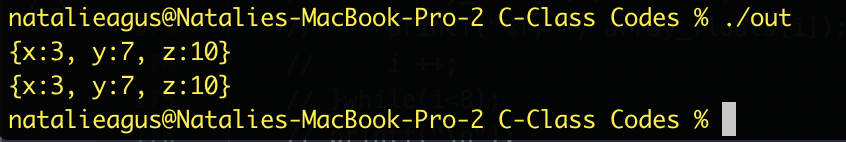 natalieagus@Natalies-MacBook-Pro-2 C-Class Codes % ./out
{x:3, y:7, z:10}
{x:3, y:7, z:10}
natalieagus@Natalies-MacBook-Pro-2 C-Class Codes %